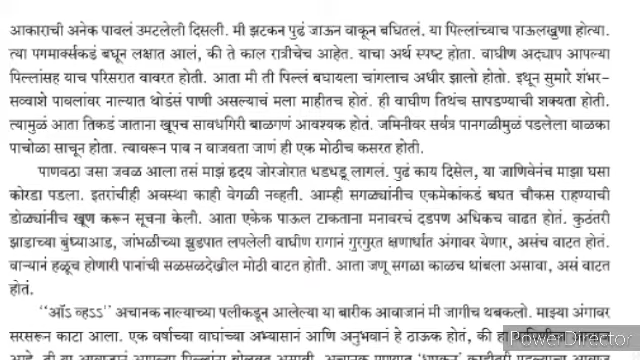 आकाराची अनेक पावलं उमटलेली दिसली. मी झटकन पुढं जाऊन वाकून बघितलं. या पिल्लांच्याच पाऊलखुणा होत्या.
त्या पगमार्क्सकडं बघून लक्षात आलं, की ते काल रात्रीचेच आहेत. याचा अर्थ स्पष्ट होता. वाघीण अद्याप आपल्या
पिल्लांसह याच परिसरात वावरत होती. आता मी ती पिल्लं बघायला चांगलाच अधीर झालो होतो. इथून सुमारे शंभर–
सव्वाशे पावलांवर नाल्यात थोडंसं पाणी असल्याचं मला माहीतच होतं. ही वाघीण तिथंच सापडण्याची शक्यता होती.
त्यामुळं आता तिकडं जाताना खूपच सावधगिरी बाळगणं आवश्यक होतं. जमिनीवर सर्वत्र पानगळीमुळं पडलेला वाळका
पाचोळा साचून होता. त्यावरून पाव न वाजवता जाणं ही एक मोठीच कसरत होती.
पाणवठा जसा जवळ आला तसं माझं हृदय जोरजोरात धडधडू लागलं. पुढं काय दिसेल, या जाणिवेनंच माझा घसा
कोरडा पडला. इतरांचीही अवस्था काही वेगळी नव्हती. आम्ही सगळ्यांनीच एकमेकांकडं बघत चौकस राहण्याची
डोळ्यांनीच खूण करून सूचना केली. आता एकेक पाऊल टाकताना मनावरचं दडपण अधिकच वाढत होतं. कुठंतरी
झाडाच्या बुंध्याआड, जांभळीच्या झुडपात लपलेली वाघीण रागानं गुरगुरत क्षणार्धात अंगावर येणार, असंच वाटत होतं.
वाऱ्यानं हळूच होणारी पानांची सळसळदेखील मोठी वाटत होती. आता जणू सगळा काळच थांबला असावा, असं वाटत
होतं.
“ऑऽ व्हऽऽ” अचानक नाल्याच्या पलीकडून आलेल्या या बारीक आवाजानं मी जागीच थबकलो. माझ्या अंगावर
सरसरून काटा आला. एक वर्षाच्या वाघांच्या अभ्यासानं आणि अनुभवानं हे ठाऊक होतं, की हा
PowerDirector